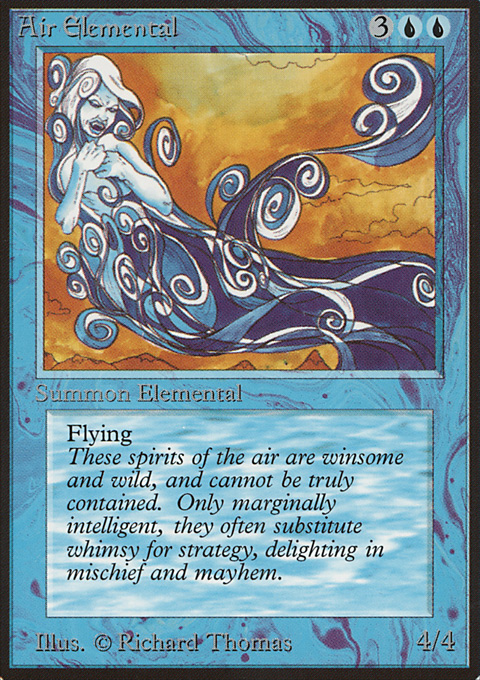 Air Elemental 3
Summon Elemental
Flying
These spirits of the air are winsome
and wild, and cannot be truly
contained. Only marginally
intelligent, they often substitute
whimsy for strategy, delighting in
mischief and mayhem.
Illus. © Richard Thomas 4/4